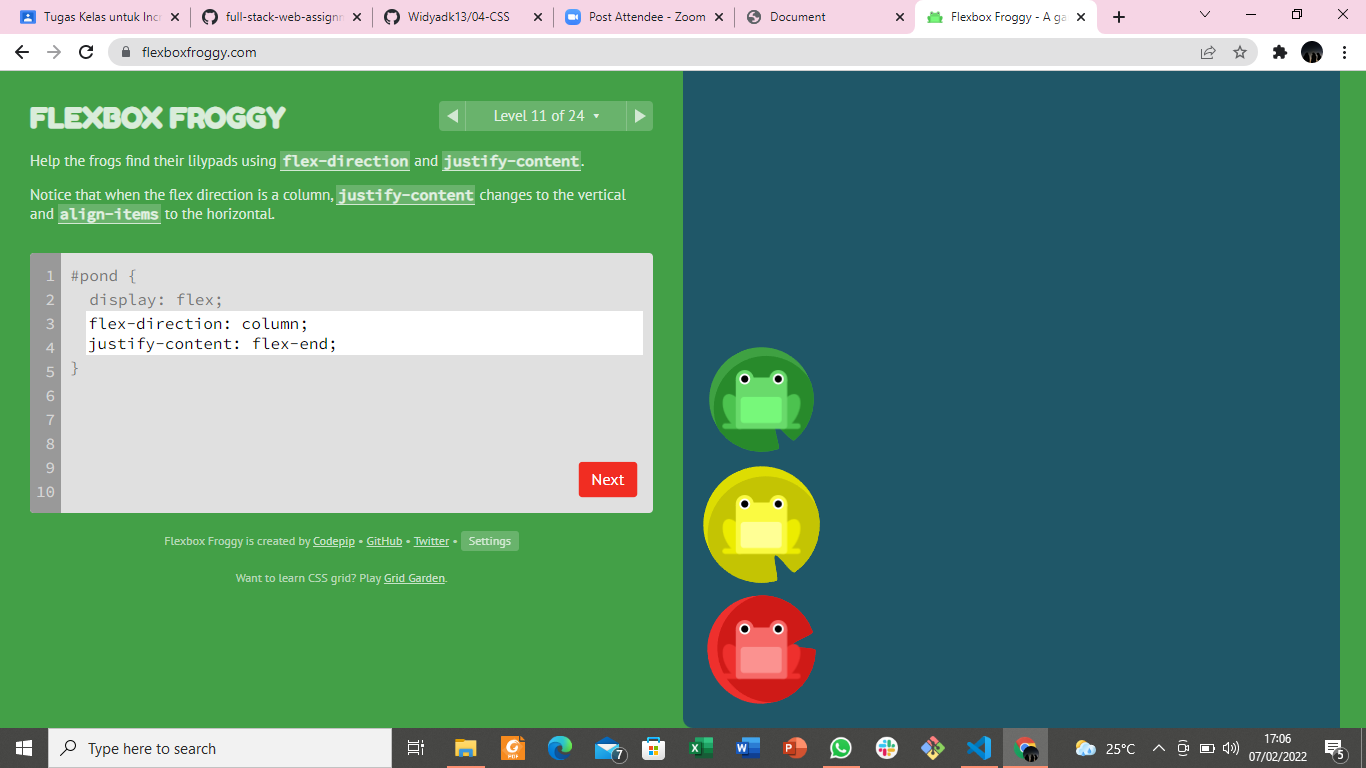 Tugas Kelas untuk Incr
full-stack-web-assignm
Widyadk13/04-CSS
Post Attendee - Zoom
Document
Flexbox Froggy - A ga
flexboxfroggy.com
FLEXBOX FROGGY
Level 11 of 24
Help the frogs find their lilypads using flex-direction and justify-content.
Notice that when the flex direction is a column, justify-content changes to the vertical
and align-items to the horizontal.
1 #pond {
2 display: flex;
3 flex-direction: column;
4 justify-content: flex-end;
5 }
6
7
8
9
10
Next
Flexbox Froggy is created by Codepip • GitHub • Twitter • Settings
Want to learn CSS grid? Play Grid Garden.
Type here to search
PDF
7
25°C
17:06
07/02/2022
5